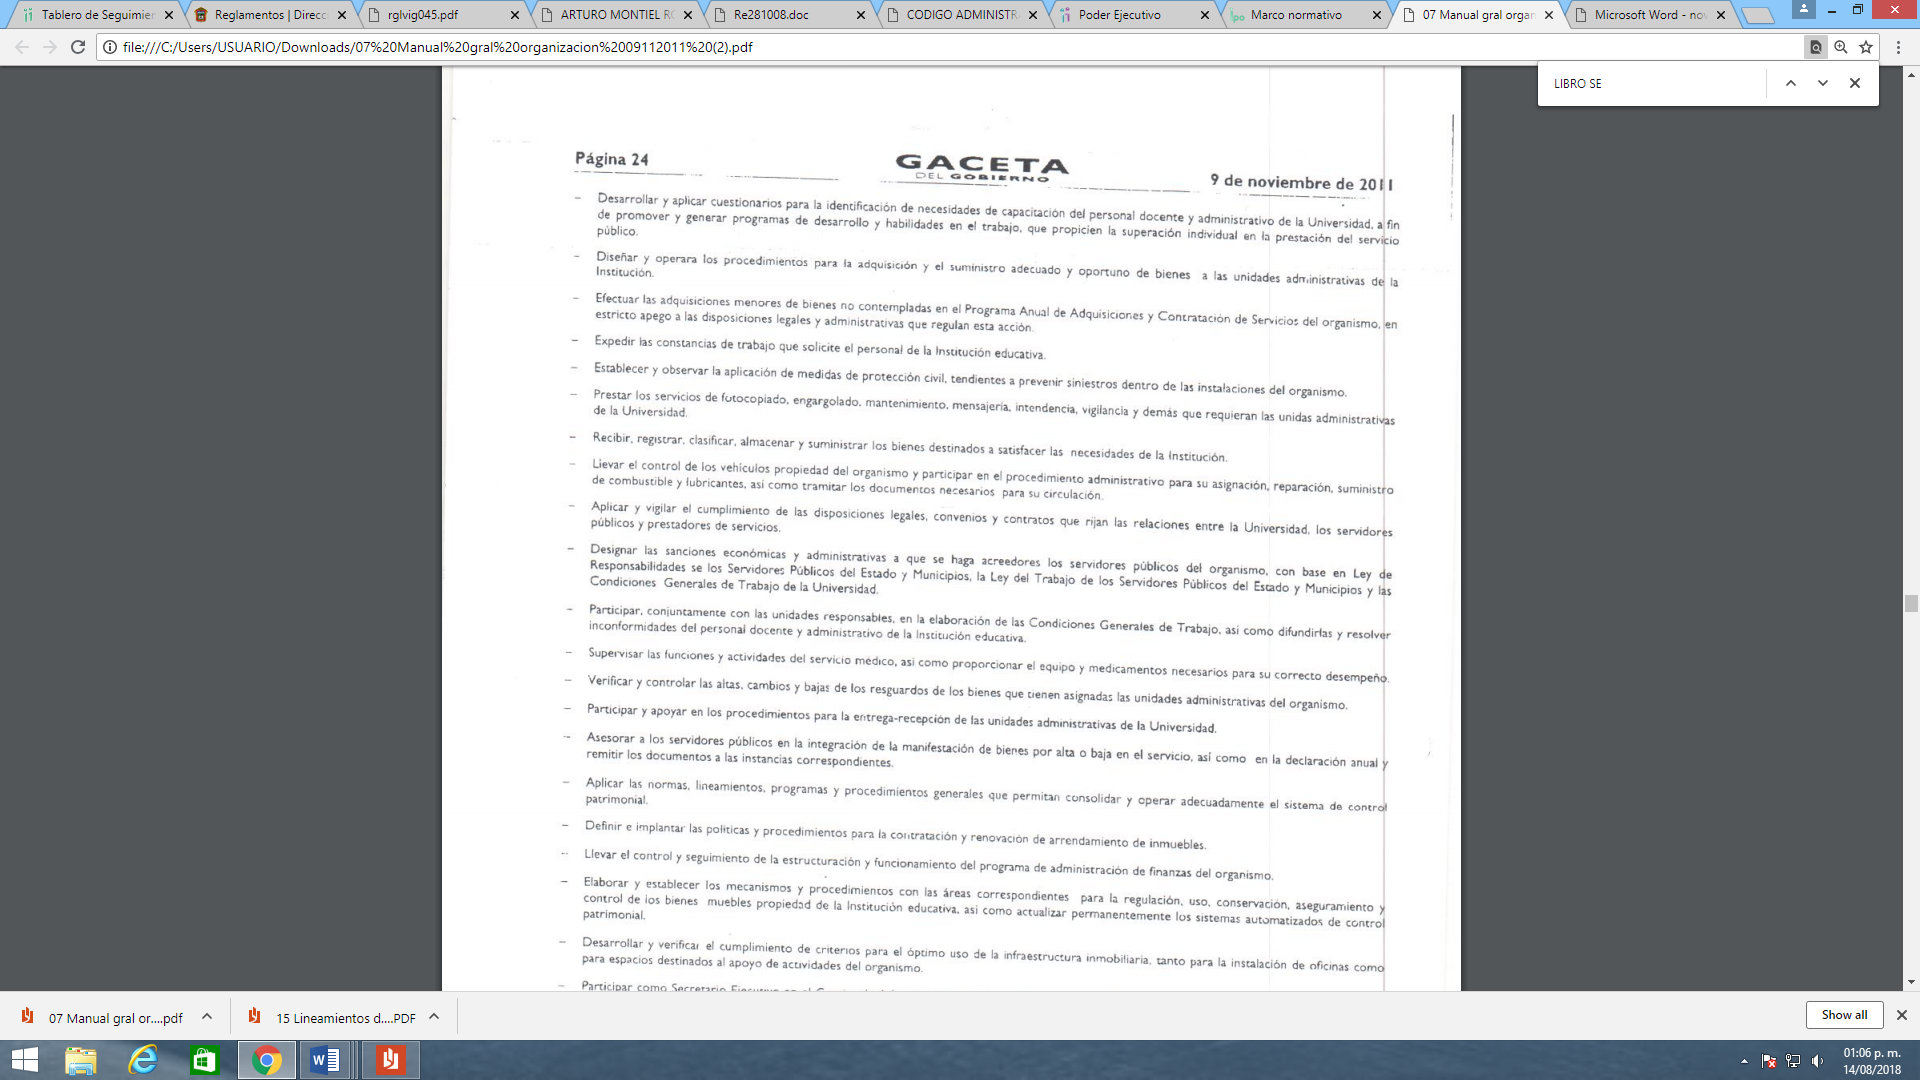 Tablero de Seguimien
Reglamentos | Direcc
rglvig045.pdf
ARTURO MONTIEL RO
Re281008.doc
CODIGO ADMINISTRA
Poder Ejecutivo
Marco normativo
07 Manual gral organ
Microsoft Word - nov
file:///C:/Users/USUARIO/Downloads/07%20Manual%20gral%20organizacion%2009112011%20(2).pdf
LIBRO SE
Página 24
GACETA
DEL GOBIERNO
9 de noviembre de 2011
– Desarrollar y aplicar cuestionarios para la identificación de necesidades de capacitación del personal docente y administrativo de la Universidad, a fin
de promover y generar programas de desarrollo y habilidades en el trabajo, que propicien la superación individual en la prestación del servicio
público.
– Diseñar y operara los procedimientos para la adquisición y el suministro adecuado y oportuno de bienes a las unidades administrativas de la
Institución.
– Efectuar las adquisiciones menores de bienes no contempladas en el Programa Anual de Adquisiciones y Contratación de Servicios del organismo, en
estricto apego a las disposiciones legales y administrativas que regulan esta acción.
– Expedir las constancias de trabajo que solicite el personal de la Institución educativa.
– Establecer y observar la aplicación de medidas de protección civil, tendientes a prevenir siniestros dentro de las instalaciones del organismo.
– Prestar los servicios de fotocopiado, engargolado, mantenimiento, mensajería, intendencia, vigilancia y demás que requieran las unidas administrativas
de la Universidad.
– Recibir, registrar, clasificar, almacenar y suministrar los bienes destinados a satisfacer las necesidades de la Institución.
– Llevar el control de los vehículos propiedad del organismo y participar en el procedimiento administrativo para su asignación, reparación, suministro
de combustible y lubricantes, así como tramitar los documentos necesarios para su circulación.
– Aplicar y vigilar el cumplimiento de las disposiciones legales, convenios y contratos que rijan las relaciones entre la Universidad, los servidores
públicos y prestadores de servicios.
– Designar las sanciones económicas y administrativas a que se haga acreedores los servidores públicos del organismo, con base en Ley de
Responsabilidades se los Servidores Públicos del Estado y Municipios, la Ley del Trabajo de los Servidores Públicos del Estado y Municipios y las
Condiciones Generales de Trabajo de la Universidad.
– Participar, conjuntamente con las unidades responsables, en la elaboración de las Condiciones Generales de Trabajo, asi como difundirlas y resolver
inconformidades del personal docente y administrativo de la Institución educativa.
– Supervisar las funciones y actividades del servicio médico, asi como proporcionar el equipo y medicamentos necesarios para su correcto desempeño.
– Verificar y controlar las altas, cambios y bajas de los resguardos de los bienes que tienen asignadas las unidades administrativas del organismo.
– Participar y apoyar en los procedimientos para la entrega-recepción de las unidades administrativas de la Universidad.
– Asesorar a los servidores públicos en la integración de la manifestación de bienes por alta o baja en el servicio, así como en la declaración anual y
remitir los documentos a las instancias correspondientes.
– Aplicar las normas, lineamientos, programas y procedimientos generales que permitan consolidar y operar adecuadamente el sistema de control
patrimonial.
– Definir e implantar las políticas y procedimientos para la contratación y renovación de arrendamiento de inmuebles.
– Llevar el control y seguimiento de la estructuración y funcionamiento del programa de administración de finanzas del organismo.
– Elaborar y establecer los mecanismos y procedimientos con las áreas correspondientes para la regulación, uso, conservación, aseguramiento y
control de los bienes muebles propiedad de la Institución educativa, asi como actualizar permanentemente los sistemas automatizados de control
patrimonial.
– Desarrollar y verificar el cumplimiento de criterios para el óptimo uso de la infraestructura inmobiliaria, tanto para la instalación de oficinas como
para espacios destinados al apoyo de actividades del organismo.
– Participar como Secretario Ejecutivo en el
07 Manual gral or....pdf
15 Lineamientos d....PDF
Show all
01:06 p. m.
14/08/2018